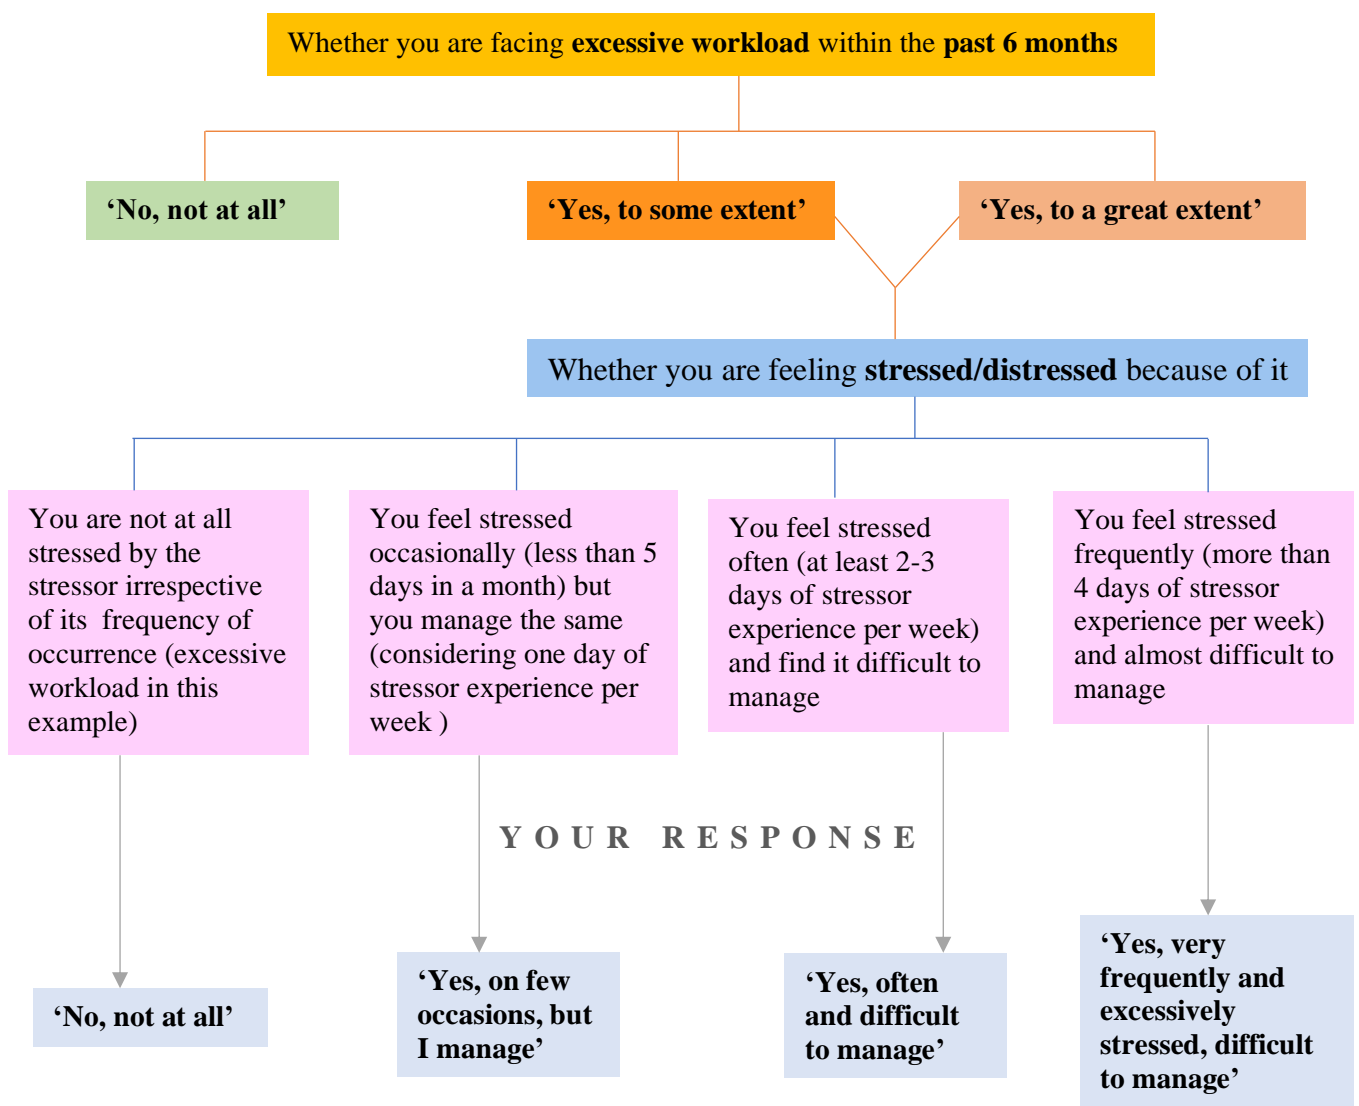 Whether you are facing excessive workload within the past 6 months
‘No, not at all’
‘Yes, to some extent’
‘Yes, to a great extent’
Whether you are feeling stressed/distressed because of it
You are not at all
stressed by the
stressor irrespective
of its frequency of
occurrence (excessive
workload in this
example)
You feel stressed
occasionally (less than 5
days in a month) but
you manage the same
(considering one day of
stressor experience per
week )
You feel stressed
often (at least 2-3
days of stressor
experience per week)
and find it difficult to
manage
You feel stressed
frequently (more than
4 days of stressor
experience per week)
and almost difficult to
manage
YOUR RESPONSE
‘No, not at all’
‘Yes, on few
occasions, but
I manage’
‘Yes, often
and difficult
to manage’
‘Yes, very
frequently and
excessively
stressed, difficult
to manage’